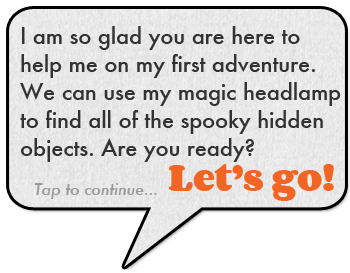 I am so glad you are here to
help me on my first adventure.
We can use my magic headlamp
to find all of the spooky hidden
objects. Are you ready?
Tap to continue... Let's go!